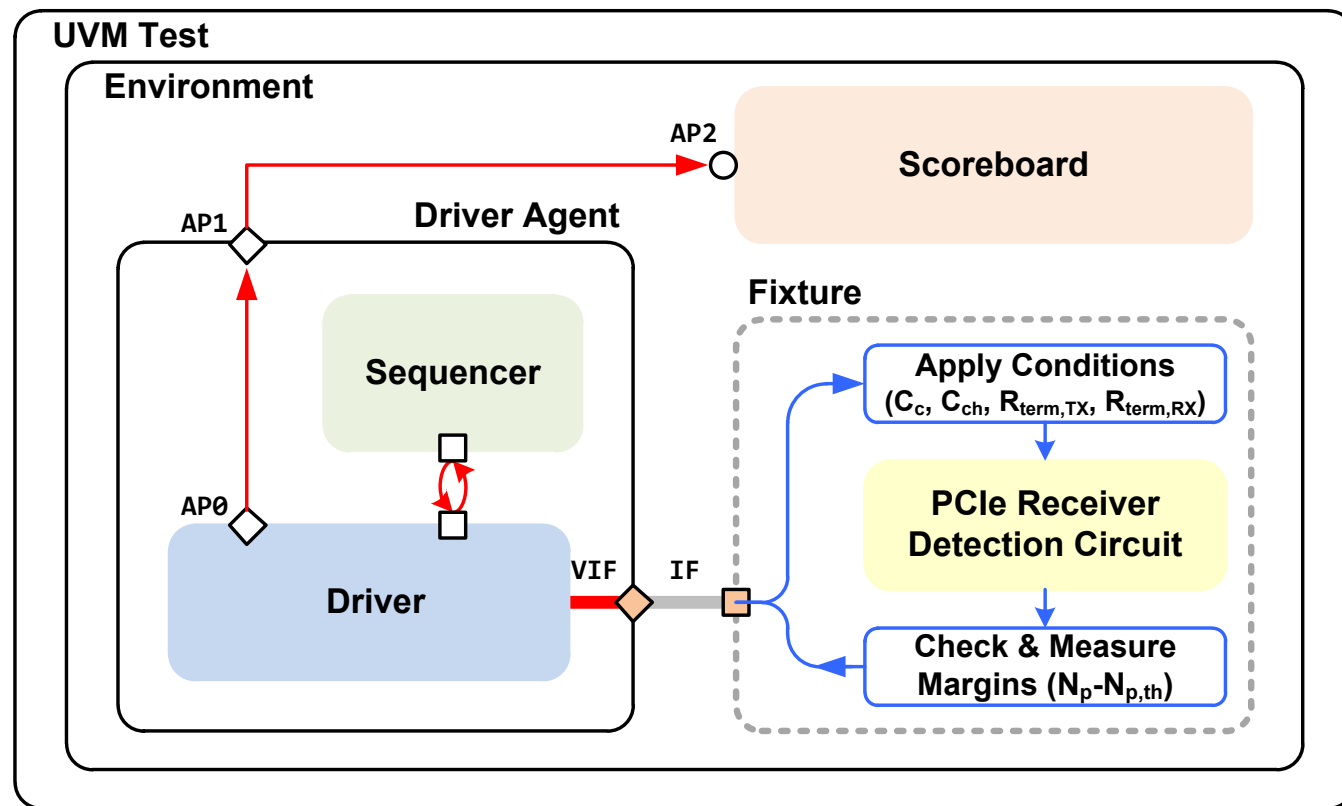 UVM Test
Environment
AP2
Scoreboard
AP1
Driver Agent
Sequencer
Fixture
Apply Conditions
(Cc, Cch, Rterm,TX, Rterm,RX)
PCIe Receiver
Detection Circuit
AP0
Driver
VIF
IF
Check & Measure
Margins (Np-Np,th)